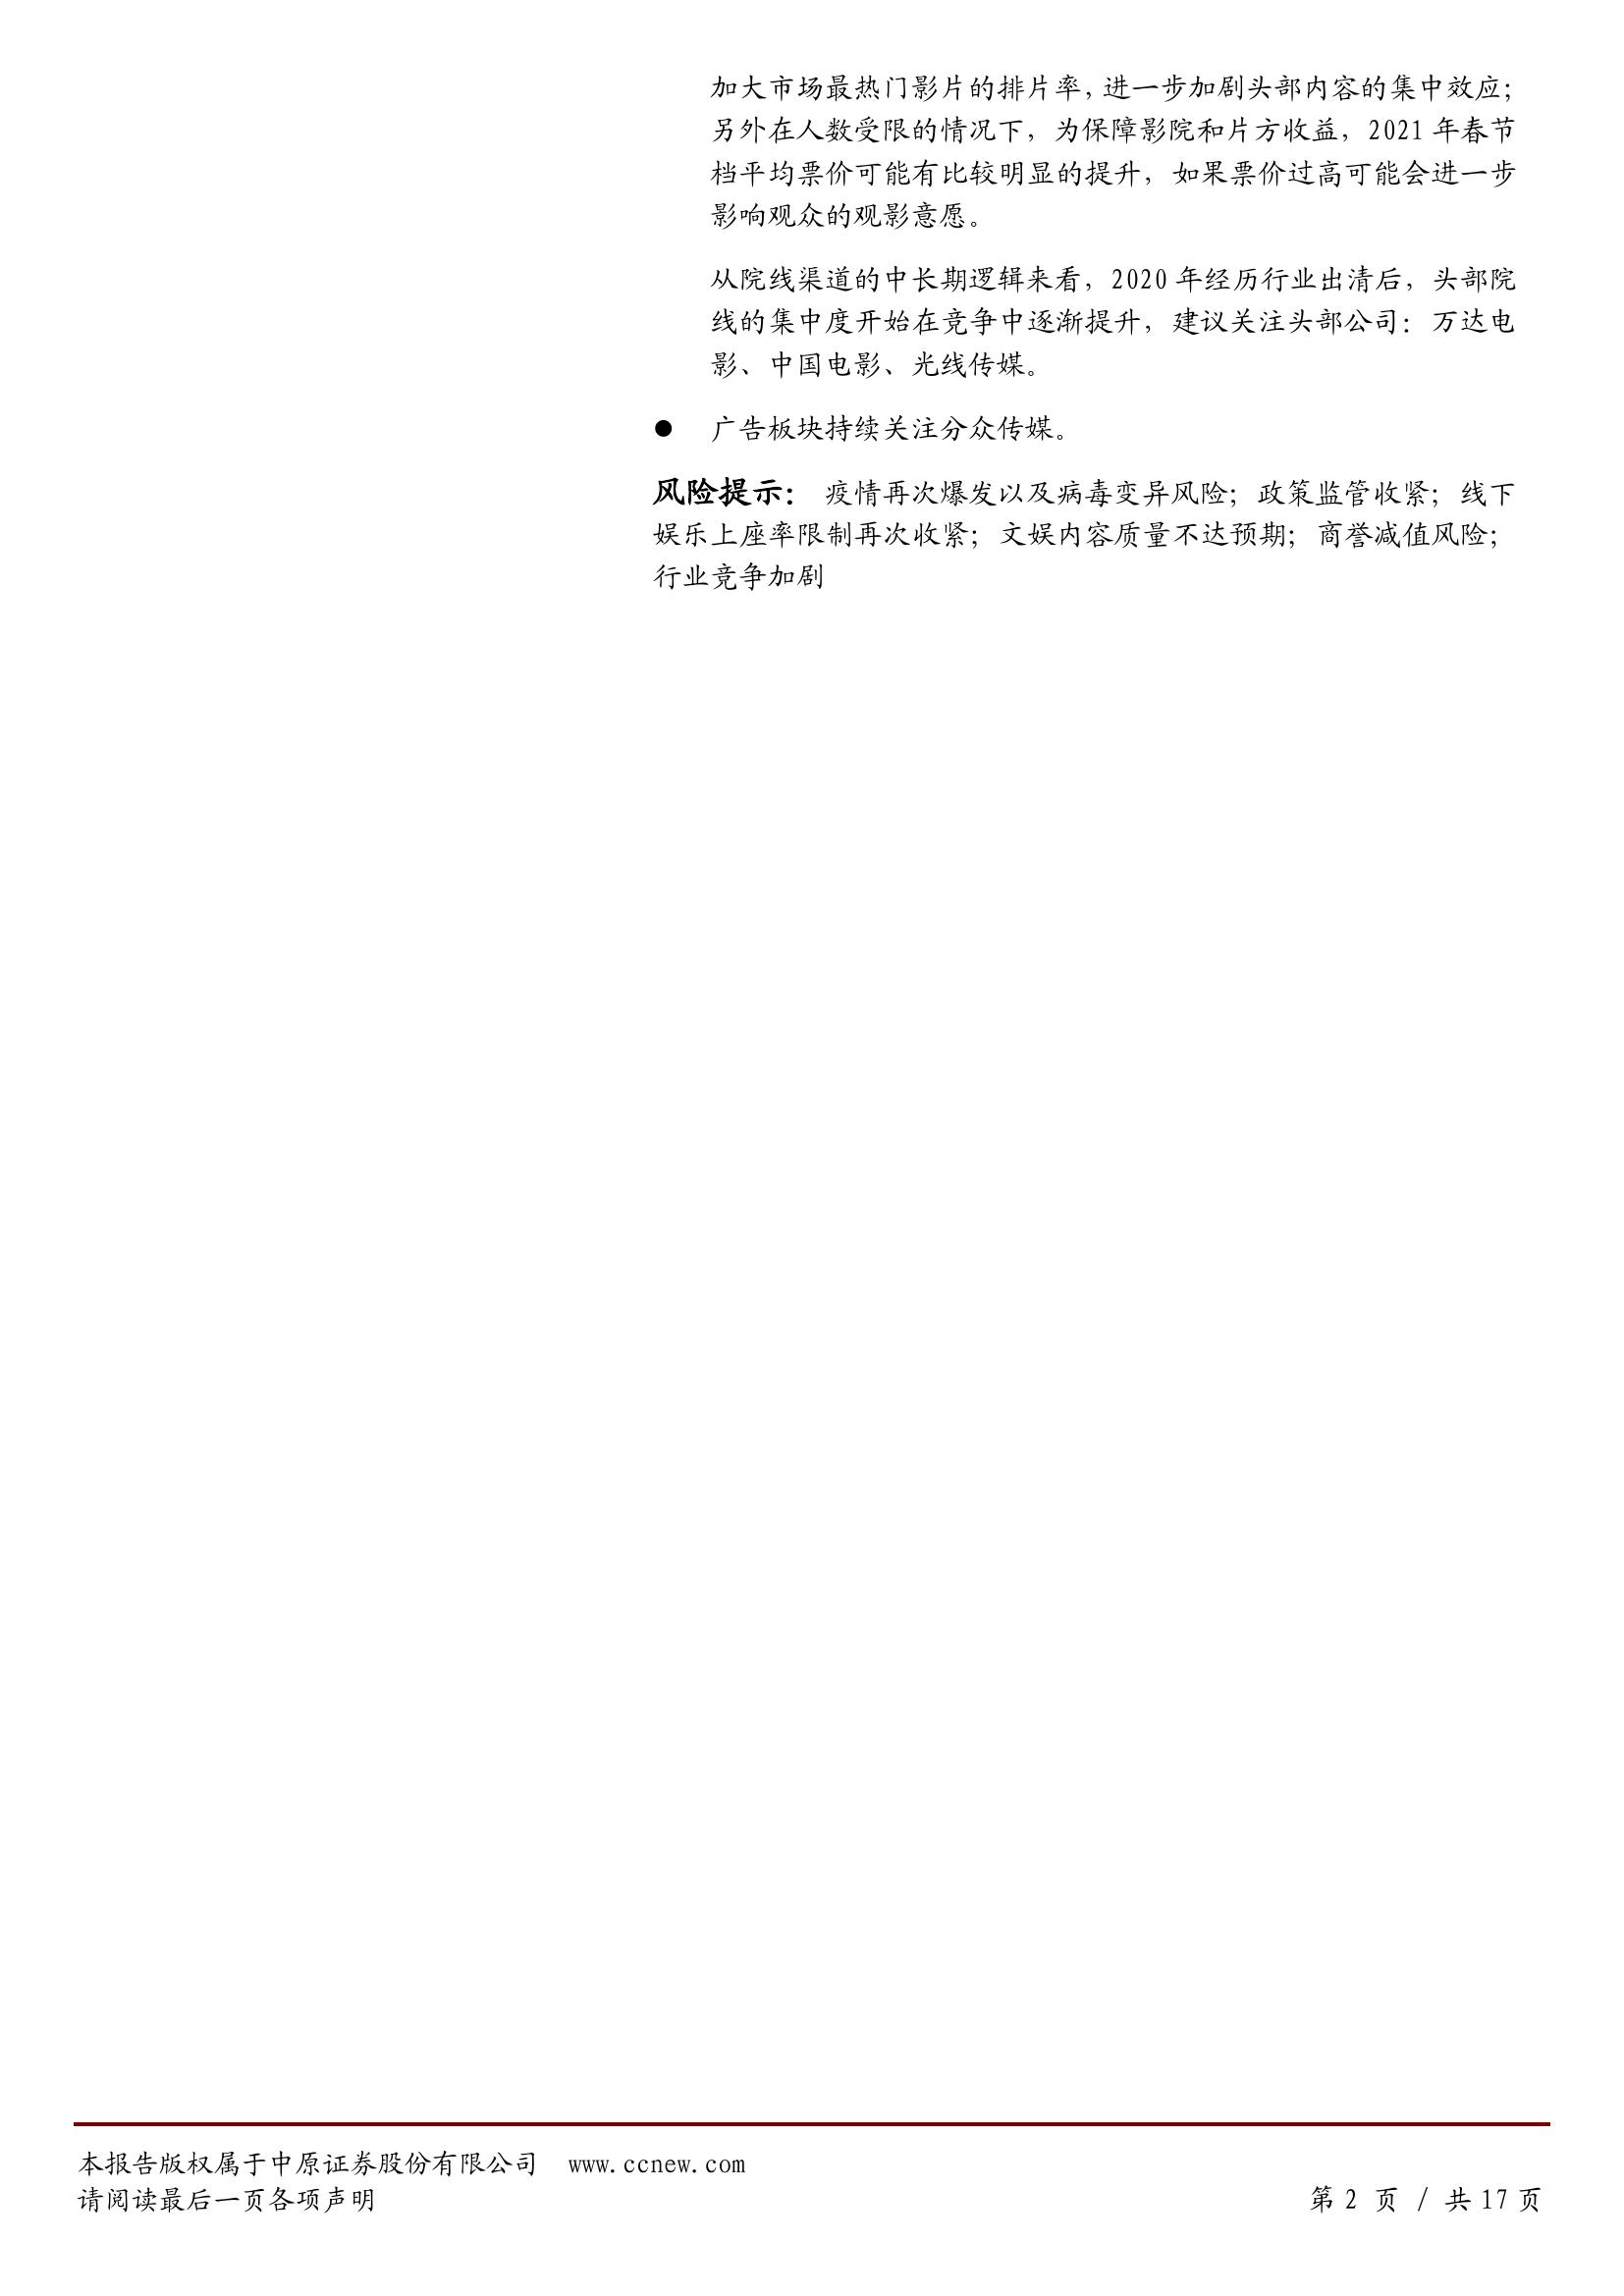 加大市场最热门影片的排片率，进一步加剧头部内容的集中效应；
另外在人数受限的情况下，为保障影院和片方收益，2021 年春节
档平均票价可能有比较明显的提升，如果票价过高可能会进一步
影响观众的观影意愿。
从院线渠道的中长期逻辑来看，2020 年经历行业出清后，头部院
线的集中度开始在竞争中逐渐提升，建议关注头部公司：万达电
影、中国电影、光线传媒。
● 广告板块持续关注分众传媒。
风险提示： 疫情再次爆发以及病毒变异风险；政策监管收紧；线下
娱乐上座率限制再次收紧；文娱内容质量不达预期；商誉减值风险；
行业竞争加剧
本报告版权属于中原证券股份有限公司 www.ccnew.com
请阅读最后一页各项声明
第 2 页 / 共 17 页